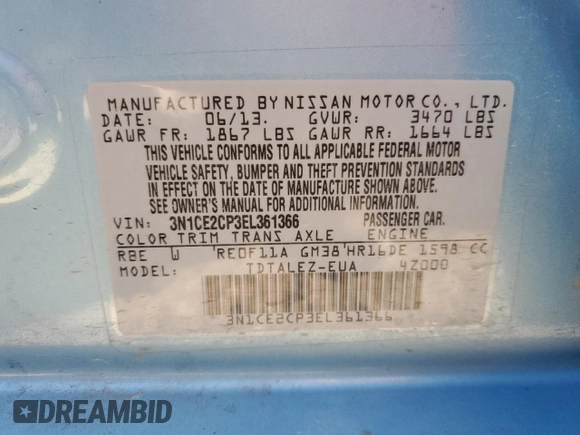 MANUFACTURED BY NISSAN MOTOR CO., LTD.
DATE: 06/13. GVWR: 3470 LBS
GAWR FR: 1867 LBS GAWR RR: 1664 LBS
THIS VEHICLE CONFORMS TO ALL APPLICABLE FEDERAL MOTOR
VEHICLE SAFETY, BUMPER AND THEFT PREVENTION STANDARDS
IN EFFECT ON THE DATE OF MANUFACTURE SHOWN ABOVE.
SEE OWNER'S MANUAL FOR ADDITIONAL INFORMATION.
VIN: 3N1CE2CP3EL361366 PASSENGER CAR.
COLOR TRIM TRANS AXLE ENGINE
RBE W RE0F11A GM38 HR16DE 1598 CC
MODEL: TDTALEZ-EUA 4Z000
3N1CE2CP3EL361366
DREAMBID